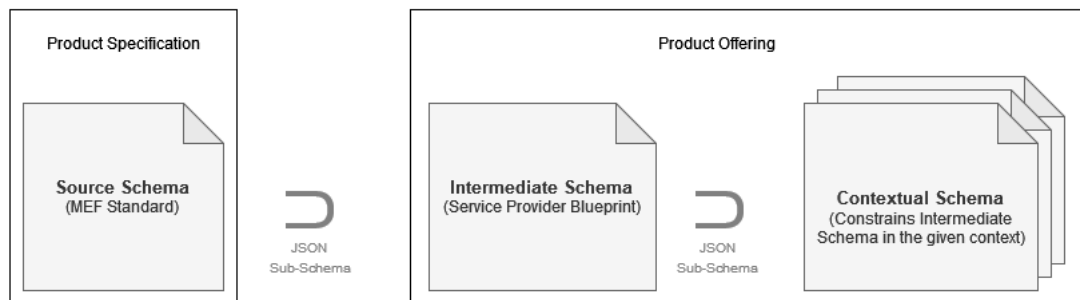 Product Specification
Product Offering
Source Schema
(MEF Standard)
JSON
Sub-Schema
Intermediate Schema
(Service Provider Blueprint)
JSON
Sub-Schema
Contextual Schema
(Constrains Intermediate
Schema in the given context)